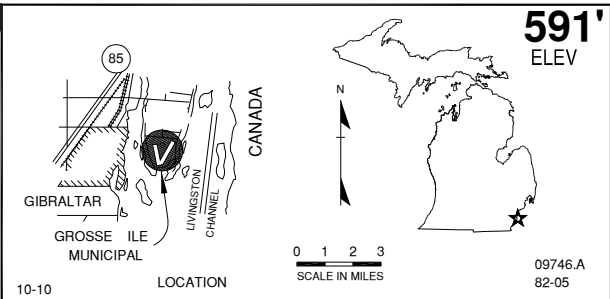 591'
ELEV
85
N
CANADA
LIVINGSTON
CHANNEL
GIBRALTAR
GROSSE ILE
MUNICIPAL
0 1 2 3
SCALE IN MILES
10-10
LOCATION
09746.A
82-05